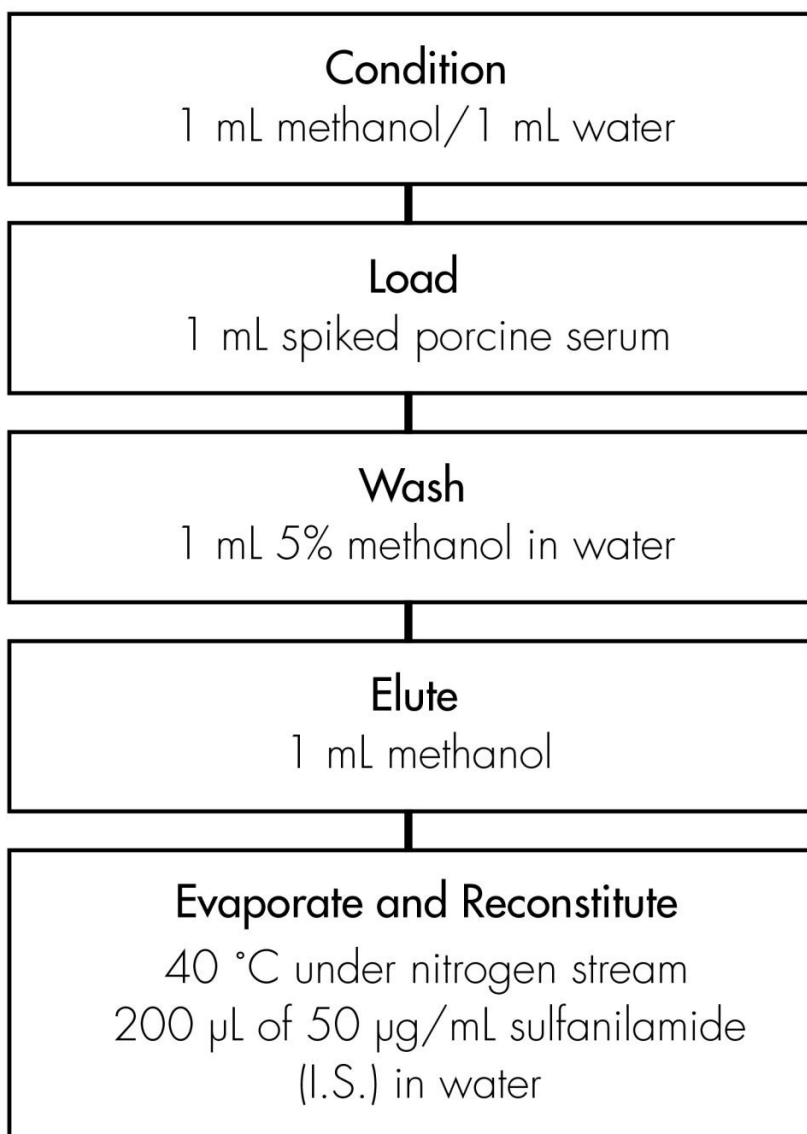 Condition
1 mL methanol/1 mL water
Load
1 mL spiked porcine serum
Wash
1 mL 5% methanol in water
Elute
1 mL methanol
Evaporate and Reconstitute
40 °C under nitrogen stream
200 µL of 50 µg/mL sulfanilamide
(I.S.) in water